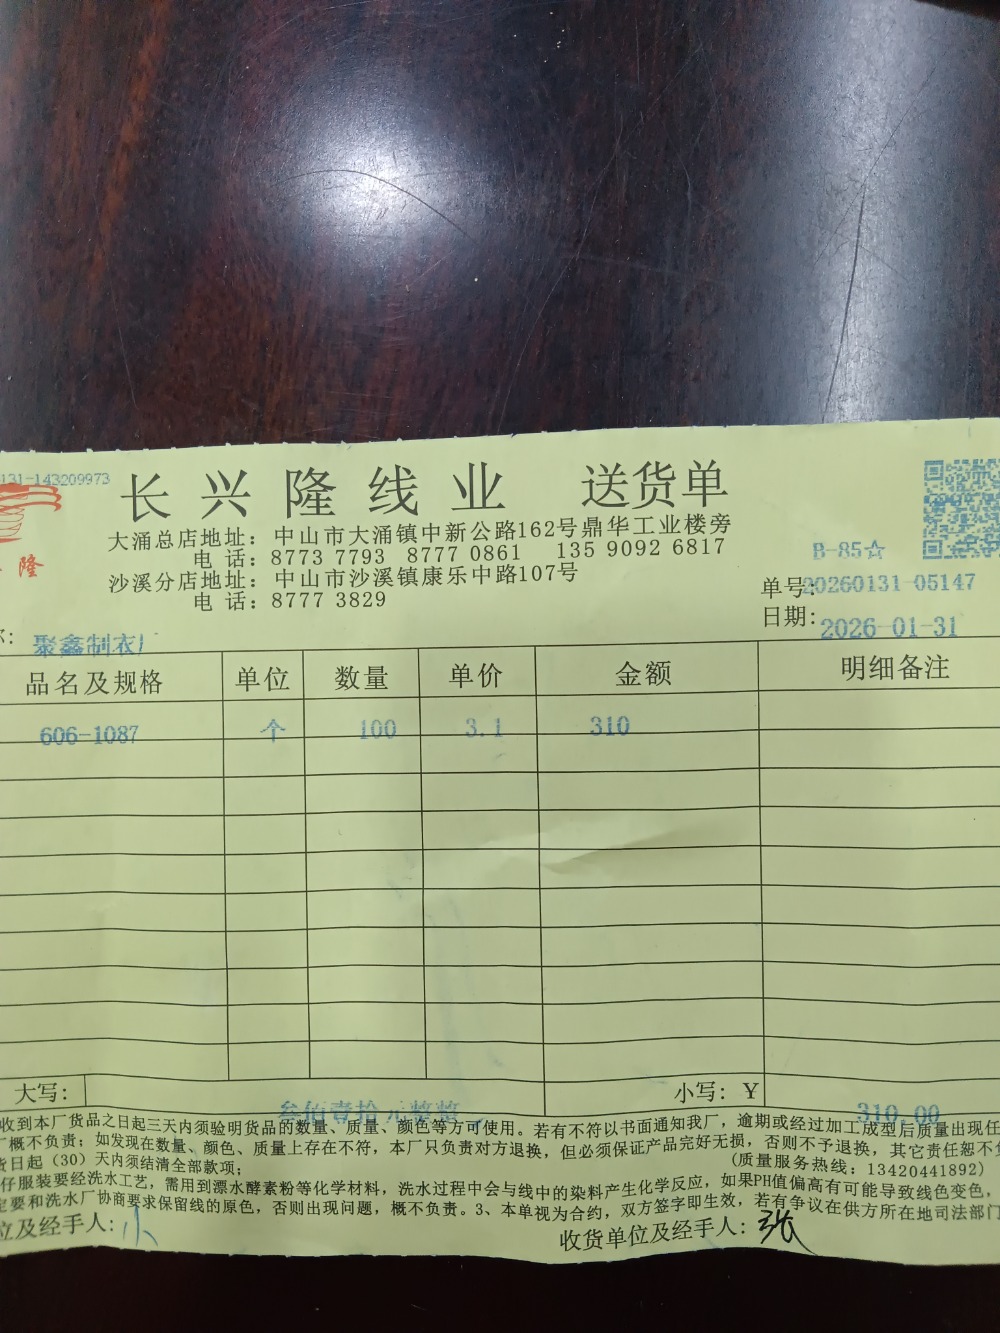 131-143209973
长兴隆线业 送货单
大涌总店地址：中山市大涌镇中新公路162号鼎华工业楼旁
电话：8773 7793 8777 0861 135 9092 6817
沙溪分店地址：中山市沙溪镇康乐中路107号
电话：8777 3829
隆
B-85☆
单号：20260131-05147
日期：2026-01-31
聚鑫制衣厂
品名及规格 单位 数量 单价 金额 明细备注
606-1087 个 100 3.1 310
大写： 叁佰壹拾元整整 小写：Y 310.00
收到本厂货品之日起三天内须验明货品的数量、质量、颜色等方可使用。若有不符以书面通知我厂，逾期或经过加工成型后质量出现任
概不负责；如发现在数量、颜色、质量上存在不符，本厂只负责对方退换，但必须保证产品完好无损，否则不予退换，其它责任恕不
货日起（30）天内须结清全部款项； （质量服务热线：13420441892）
仔服装要经洗水工艺，需用到漂水酵素粉等化学材料，洗水过程中会与线中的染料产生化学反应，如果PH值偏高有可能导致线色变色，
定要和洗水厂协商要求保留线的原色，否则出现问题，概不负责。3、本单视为合约，双方签字即生效，若有争议在供方所在地司法部门
位及经手人：小 收货单位及经手人：张